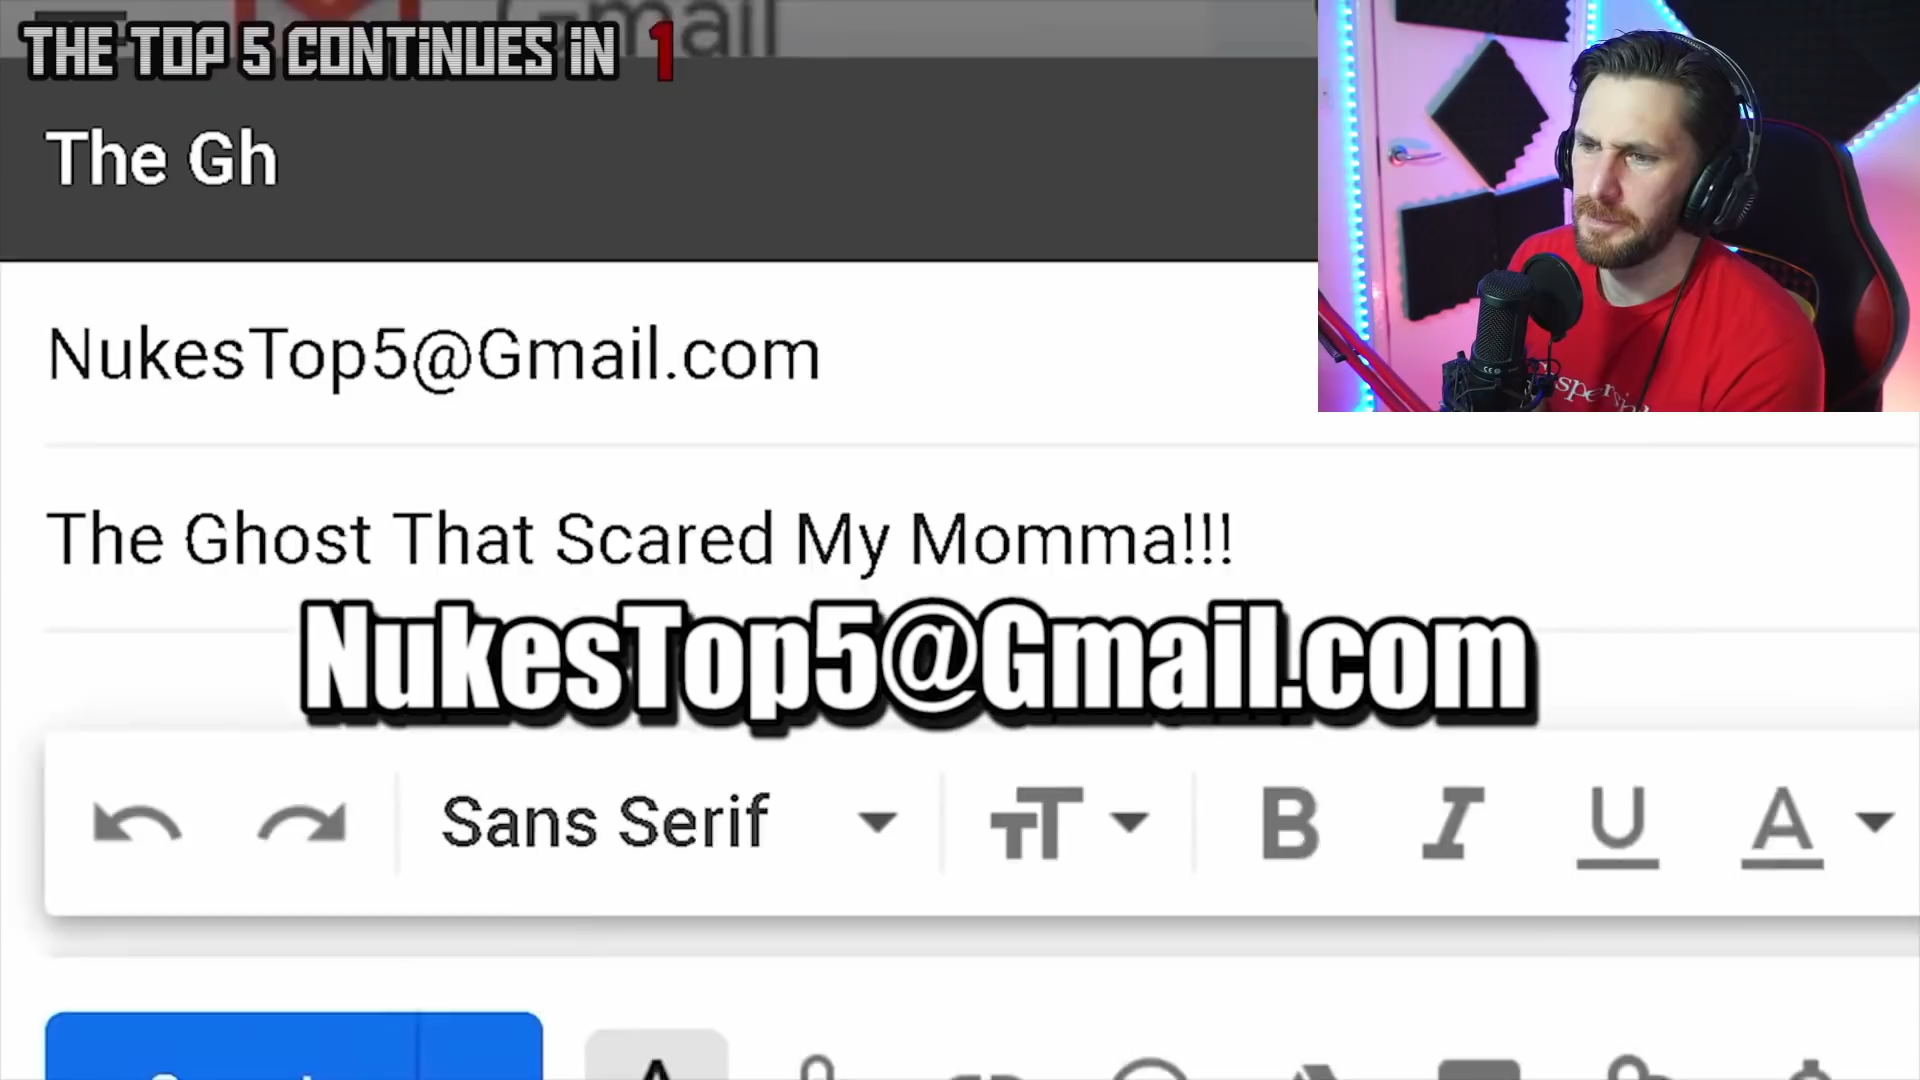 Gmail
THE TOP 5 CONTINUES IN 1
The Gh
NukesTop5@Gmail.com
The Ghost That Scared My Momma!!!
NukesTop5@Gmail.com
Sans Serif
B I U A